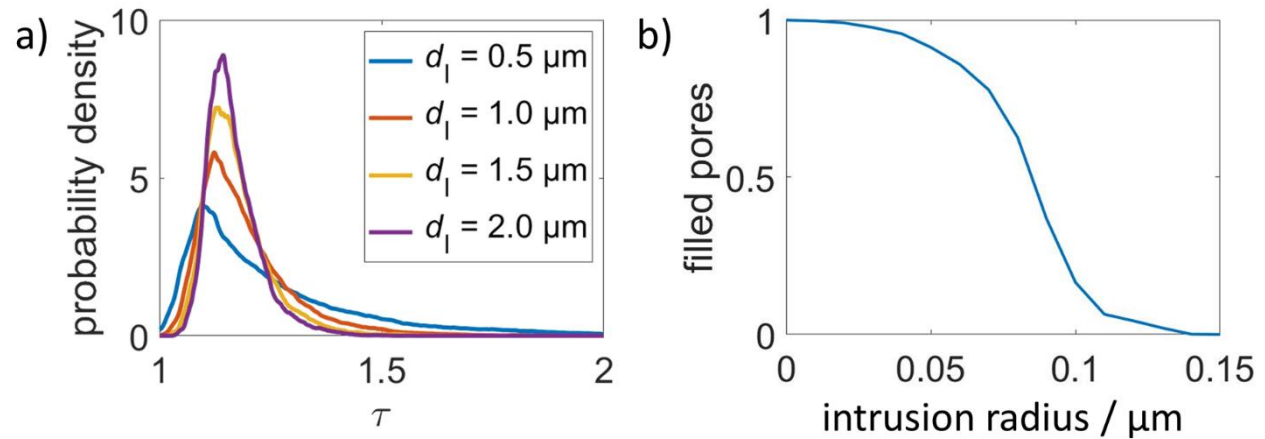 a)
probability density
10
5
0
1
1.5
2
τ
d_l = 0.5 µm
d_l = 1.0 µm
d_l = 1.5 µm
d_l = 2.0 µm
b)
filled pores
1
0.5
0
0
0.05
0.1
0.15
intrusion radius / µm